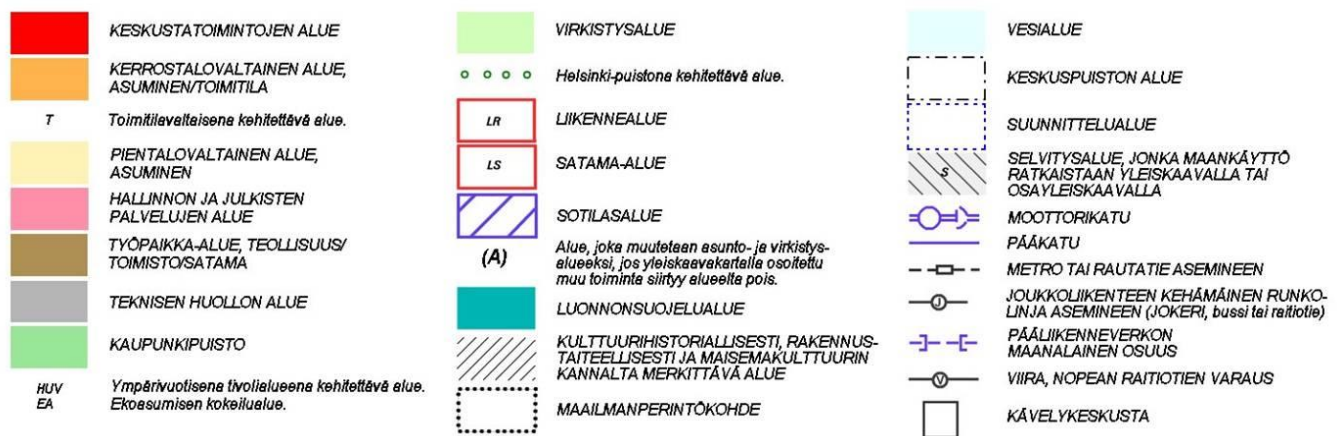 KESKUSTATOIMINTOJEN ALUE
KERROSTALOVALTAINEN ALUE,
ASUMINEN/TOIMITILA
T
Toimitilavaltaisena kehitettävä alue.
PIENTALOVALTAINEN ALUE,
ASUMINEN
HALLINNON JA JULKISTEN
PALVELUJEN ALUE
TYÖPAIKKA-ALUE, TEOLLISUUS/
TOIMISTO/SATAMA
TEKNISEN HUOLLON ALUE
KAUPUNKIPUISTO
HUV
Ympärivuotisena tivolialueena kehitettävä alue.
EA
Ekoasumisen kokeilualue.
VIRKISTYSALUE
Helsinki-puistona kehitettävä alue.
LR
LIIKENNEALUE
LS
SATAMA-ALUE
SOTILASALUE
(A)
Alue, joka muutetaan asunto- ja virkistys-
alueeksi, jos yleiskaavakartalla osoitettu
muu toiminta siirtyy alueelta pois.
LUONNONSUOJELUALUE
KULTTUURIHISTORIALLISESTI, RAKENNUS-
TAITEELLISESTI JA MAISEMAKULTTUURIN
KANNALTA MERKITTÄVÄ ALUE
MAAILMANPERINTÖKOHDE
VESIALUE
KESKUSPUISTON ALUE
SUUNNITTELUALUE
S
SELVITYSALUE, JONKA MAANKÄYTTÖ
RATKAISTAAN YLEISKAAVALLA TAI
OSAYLEISKAAVALLA
MOOTTORIKATU
PÄÄKATU
METRO TAI RAUTATIE ASEMINEEN
J
JOUKKOLIIKENTEEN KEHÄMÄINEN RUNKO-
LINJA ASEMINEEN (JOKERI, bussi tai raitiotie)
PÄÄLIIKENNEVERKON
MAANALAINEN OSUUS
V
VIIRA, NOPEAN RAITIOTIEN VARAUS
KÄVELYKESKUSTA